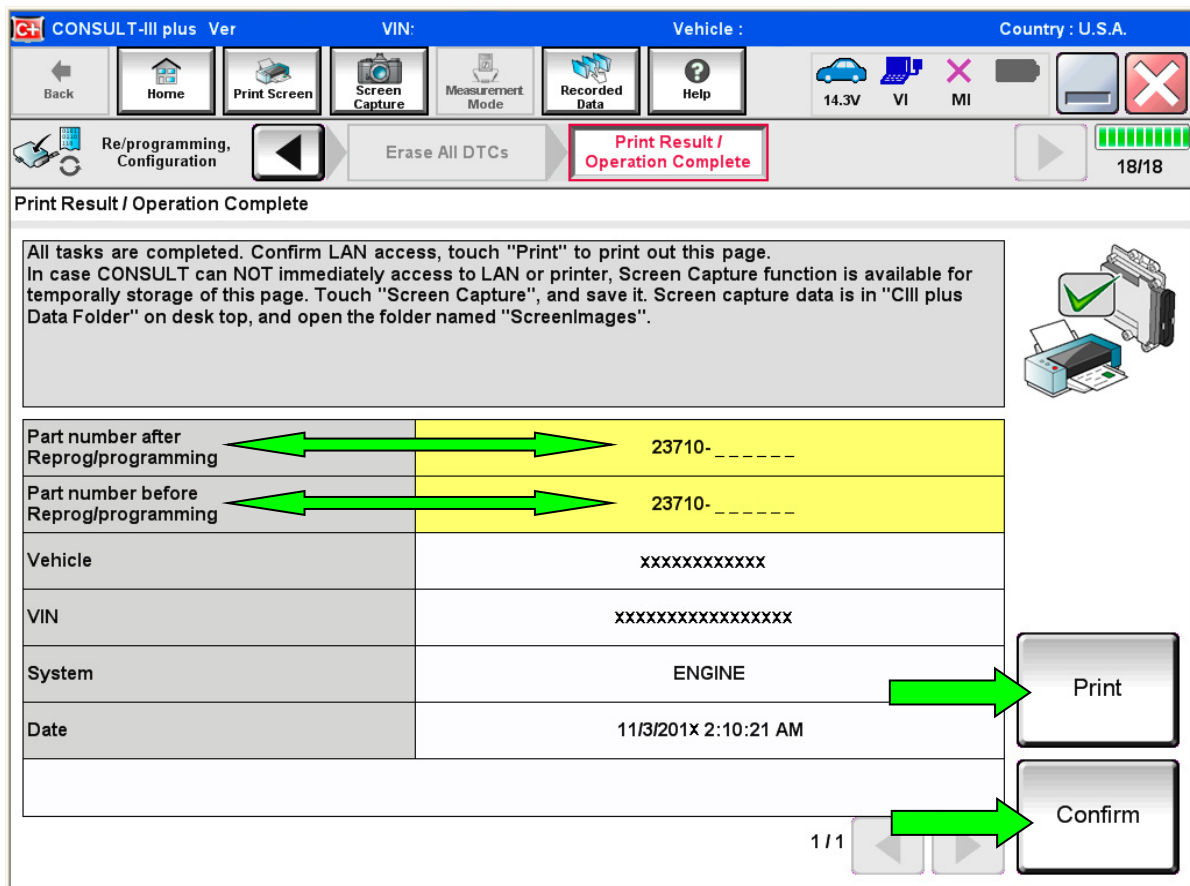 C+ CONSULT-III plus Ver VIN: Vehicle : Country : U.S.A.
Back
Home
Print Screen
Screen
Capture
Measurement
Mode
Recorded
Data
Help
14.3V
VI
MI
Re/programming,
Configuration
Erase All DTCs
Print Result /
Operation Complete
18/18
Print Result / Operation Complete
All tasks are completed. Confirm LAN access, touch "Print" to print out this page.
In case CONSULT can NOT immediately access to LAN or printer, Screen Capture function is available for
temporally storage of this page. Touch "Screen Capture", and save it. Screen capture data is in "CIII plus
Data Folder" on desk top, and open the folder named "ScreenImages".
Part number after
Reprog/programming
23710-_ _ _ _ _ _
Part number before
Reprog/programming
23710-_ _ _ _ _ _
Vehicle
xxxxxxxxxxxx
VIN
xxxxxxxxxxxxxxxxx
System
ENGINE
Date
11/3/201x 2:10:21 AM
Print
Confirm
1 / 1